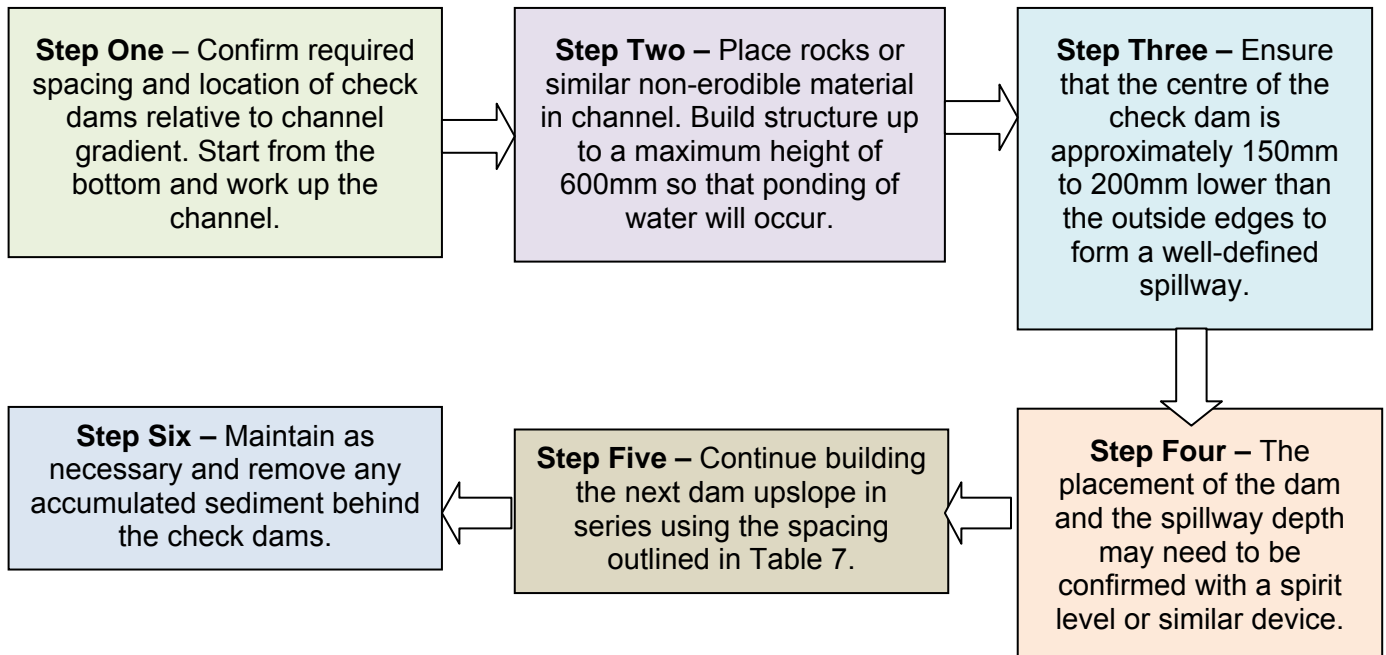 Step One – Confirm required
spacing and location of check
dams relative to channel
gradient. Start from the
bottom and work up the
channel.
Step Two – Place rocks or
similar non-erodible material
in channel. Build structure up
to a maximum height of
600mm so that ponding of
water will occur.
Step Three – Ensure
that the centre of the
check dam is
approximately 150mm
to 200mm lower than
the outside edges to
form a well-defined
spillway.
Step Four – The
placement of the dam
and the spillway depth
may need to be
confirmed with a spirit
level or similar device.
Step Five – Continue building
the next dam upslope in
series using the spacing
outlined in Table 7.
Step Six – Maintain as
necessary and remove any
accumulated sediment behind
the check dams.